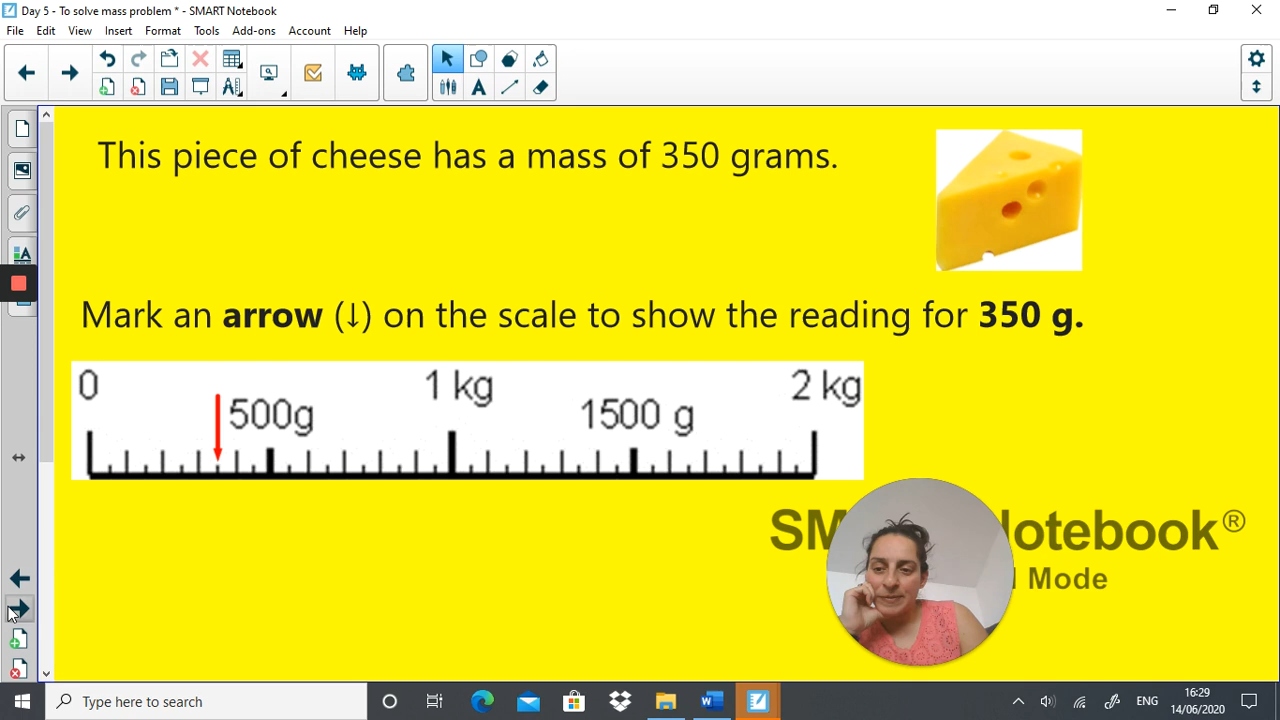 Day 5 - To solve mass problem * - SMART Notebook
File Edit View Insert Format Tools Add-ons Account Help
This piece of cheese has a mass of 350 grams.
Mark an arrow (↓) on the scale to show the reading for 350 g.
0 1 kg 2 kg
500g 1500 g
SM Notebook®
Mode
Type here to search
ENG
16:29
14/06/2020